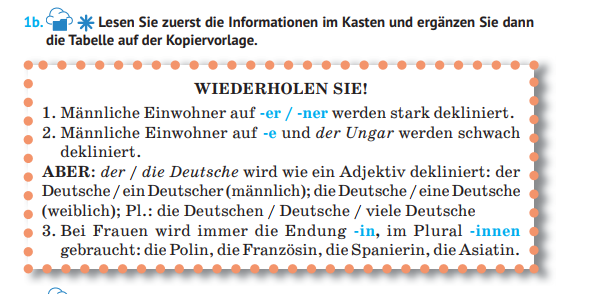 1b. Lesen Sie zuerst die Informationen im Kasten und ergänzen Sie dann
die Tabelle auf der Kopiervorlage.
WIEDERHOLEN SIE!
1. Männliche Einwohner auf -er / -ner werden stark dekliniert.
2. Männliche Einwohner auf -e und der Ungar werden schwach
dekliniert.
ABER: der / die Deutsche wird wie ein Adjektiv dekliniert: der
Deutsche / ein Deutscher (männlich); die Deutsche / eine Deutsche
(weiblich); Pl.: die Deutschen / Deutsche / viele Deutsche
3. Bei Frauen wird immer die Endung -in, im Plural -innen
gebraucht: die Polin, die Französin, die Spanierin, die Asiatin.